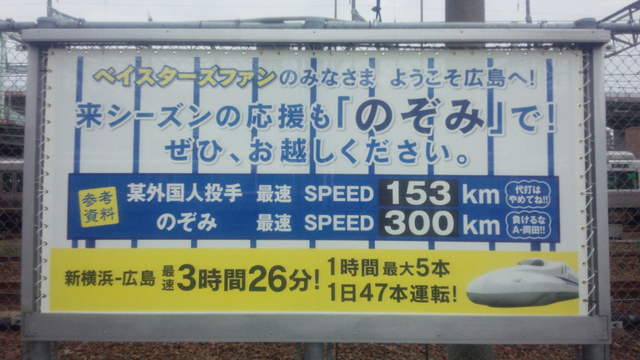 ベイスターズファンのみなさま ようこそ広島へ!
来シーズンの応援も「のぞみ」で!
ぜひ、お越しください。
参考資料
某外国人投手 最速 SPEED 153 km 代打はやめてね!!
のぞみ 最速 SPEED 300 km 負けるなA-岡田!!
新横浜-広島 最速3時間26分! 1時間最大5本
1日47本運転!